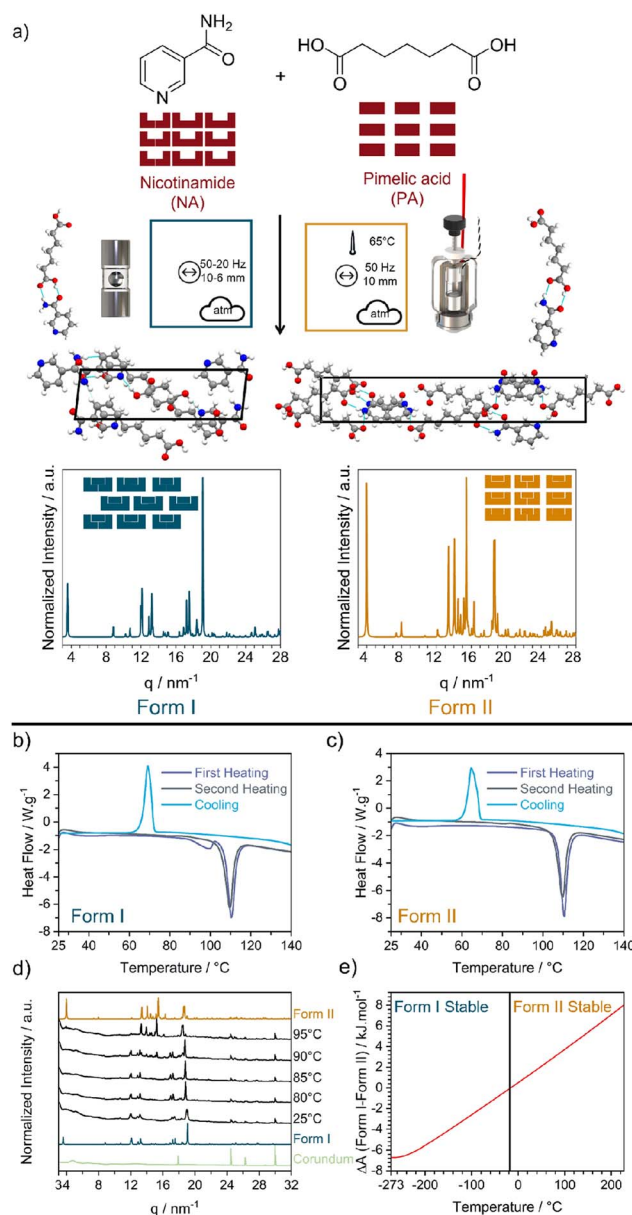 a)
NH₂
O
N
+
HO
OH
O
O
Nicotinamide
(NA)
Pimelic acid
(PA)
50-20 Hz
10-6 mm
atm
65°C
50 Hz
10 mm
atm
Normalized Intensity / a.u.
4 8 12 16 20 24 28
q / nm⁻¹
Form I
Normalized Intensity / a.u.
4 8 12 16 20 24 28
q / nm⁻¹
Form II
b)
First Heating
Second Heating
Cooling
Heat Flow / W.g⁻¹
4
2
0
-2
-4
-6
-8
Form I
25 40 60 80 100 120 140
Temperature / °C
c)
First Heating
Second Heating
Cooling
Heat Flow / W.g⁻¹
4
2
0
-2
-4
-6
-8
Form II
25 40 60 80 100 120 140
Temperature / °C
d)
Normalized Intensity / a.u.
Form II
95°C
90°C
85°C
80°C
25°C
Form I
Corundum
3 4 8 12 16 20 24 28 32
q / nm⁻¹
e)
Form I Stable
Form II Stable
ΔA (Form I-Form II) / kJ.mol⁻¹
8
6
4
2
0
-2
-4
-6
-8
-273 -200 -100 0 100 200
Temperature / °C